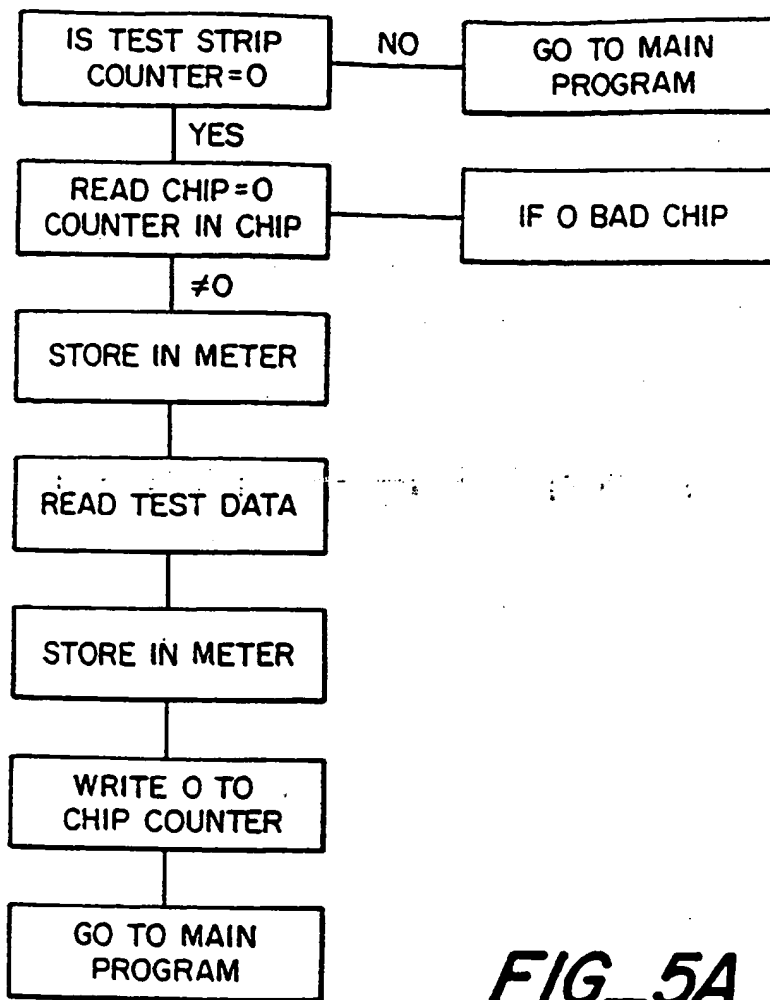 IS TEST STRIP
COUNTER=0
NO
GO TO MAIN
PROGRAM
YES
READ CHIP=0
COUNTER IN CHIP
IF 0 BAD CHIP
≠0
STORE IN METER
READ TEST DATA
STORE IN METER
WRITE 0 TO
CHIP COUNTER
GO TO MAIN
PROGRAM
FIG_5A